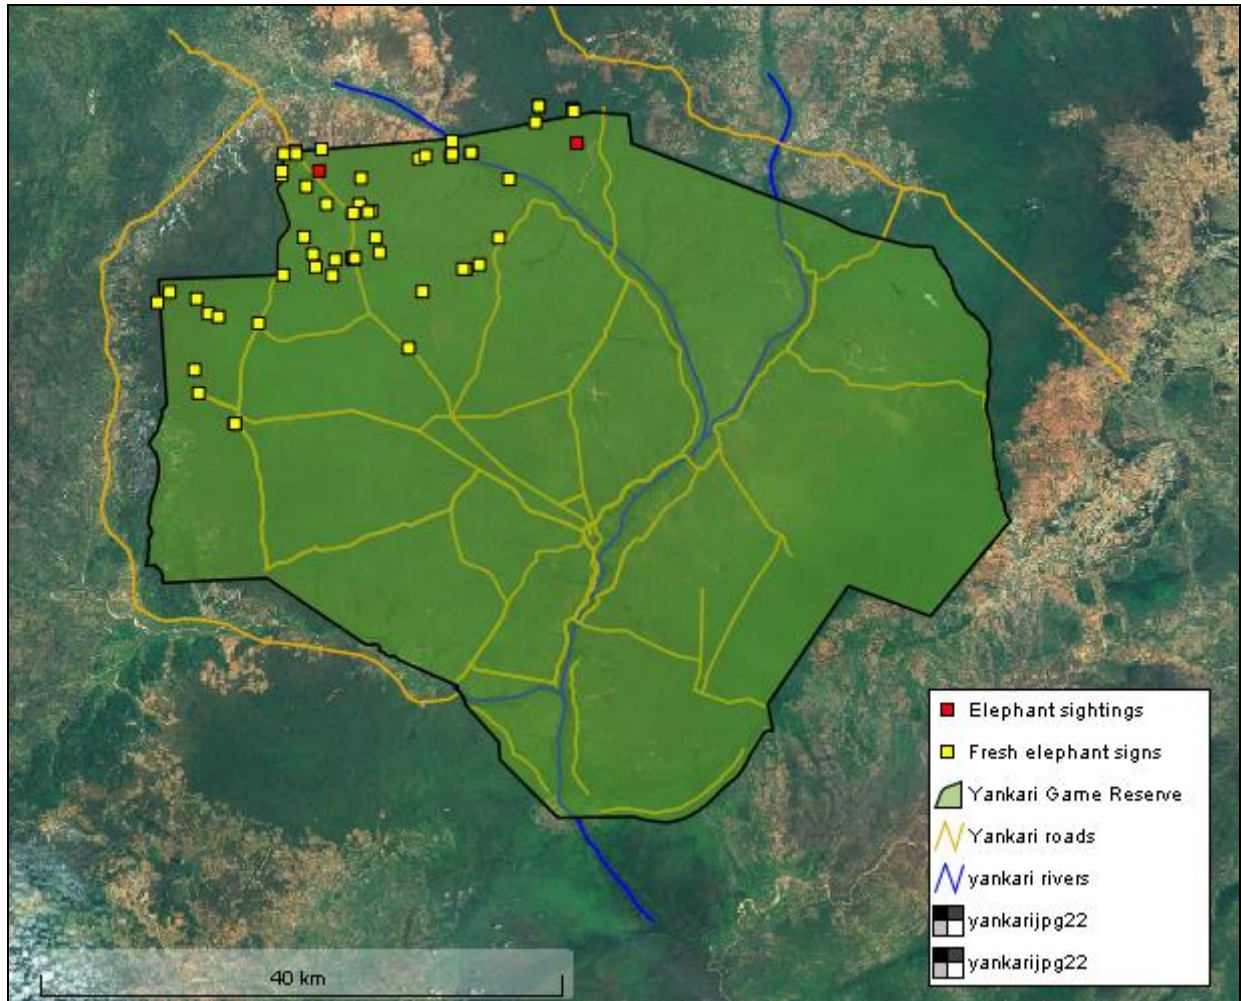 Elephant sightings
Fresh elephant signs
Yankari Game Reserve
Yankari roads
yankari rivers
yankarijpg22
yankarijpg22
40 km